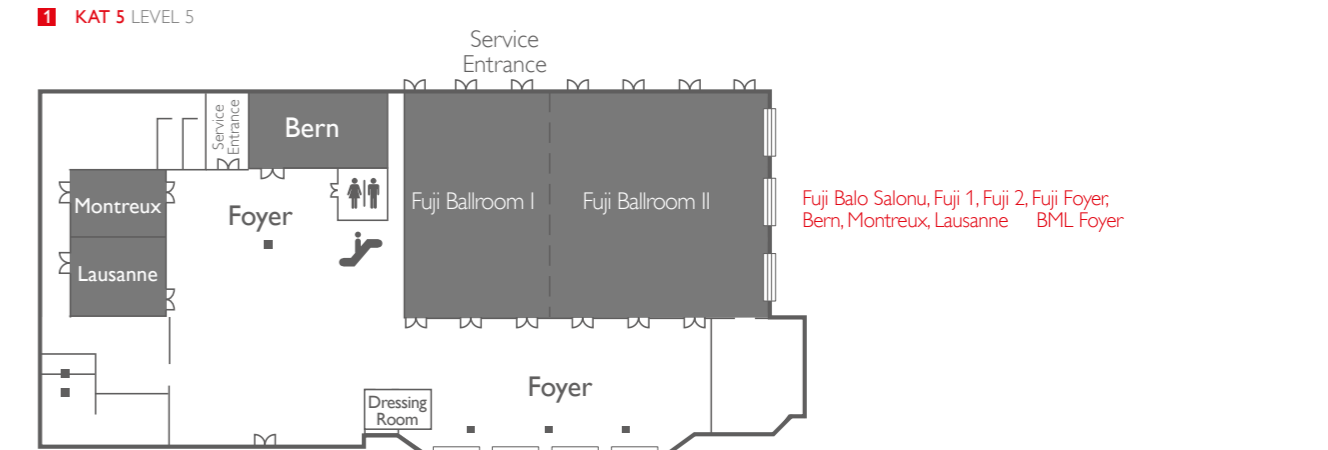 1 KAT 5 LEVEL 5
Service
Entrance
Service
Entrance
Bern
Montreux
Foyer
Fuji Ballroom I
Fuji Ballroom II
Fuji Balo Salonu, Fuji 1, Fuji 2, Fuji Foyer,
Bern, Montreux, Lausanne BML Foyer
Lausanne
Foyer
Dressing
Room